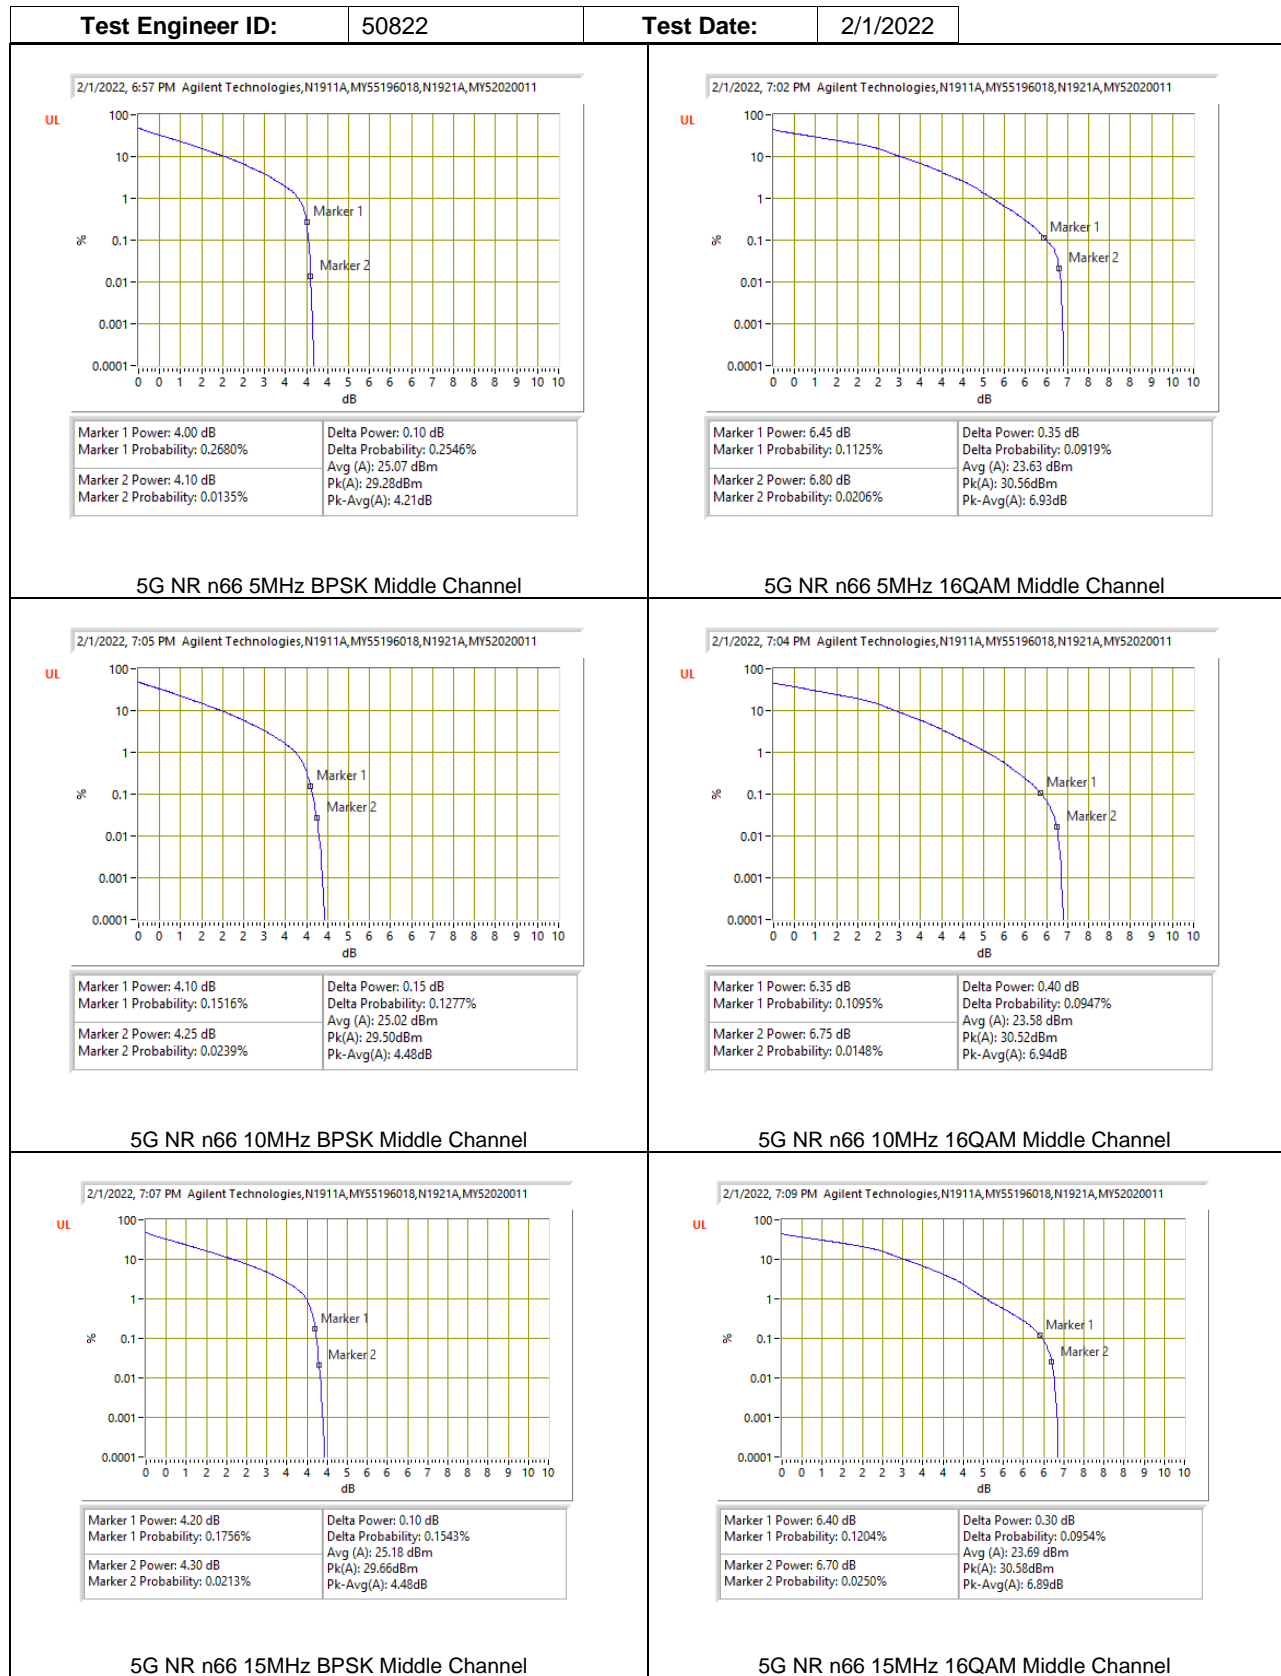 Test Engineer ID: 50822 Test Date: 2/1/2022
2/1/2022, 6:57 PM Agilent Technologies,N1911A,MY55196018,N1921A,MY52020011
UL
100
10
1
0.1
0.01
0.001
0.0001
%
Marker 1
Marker 2
0 0 1 2 2 3 3 4 4 4 5 5 6 6 7 8 8 8 9 10 10
dB
Marker 1 Power: 4.00 dB
Marker 1 Probability: 0.2680%
Marker 2 Power: 4.10 dB
Marker 2 Probability: 0.0135%
Delta Power: 0.10 dB
Delta Probability: 0.2546%
Avg (A): 25.07 dBm
Pk(A): 29.28dBm
Pk-Avg(A): 4.21dB
5G NR n66 5MHz BPSK Middle Channel
2/1/2022, 7:02 PM Agilent Technologies,N1911A,MY55196018,N1921A,MY52020011
UL
100
10
1
0.1
0.01
0.001
0.0001
%
Marker 1
Marker 2
0 0 1 2 2 2 3 4 4 4 5 6 6 6 7 8 8 8 9 10 10
dB
Marker 1 Power: 6.45 dB
Marker 1 Probability: 0.1125%
Marker 2 Power: 6.80 dB
Marker 2 Probability: 0.0206%
Delta Power: 0.35 dB
Delta Probability: 0.0919%
Avg (A): 23.63 dBm
Pk(A): 30.56dBm
Pk-Avg(A): 6.93dB
5G NR n66 5MHz 16QAM Middle Channel
2/1/2022, 7:05 PM Agilent Technologies,N1911A,MY55196018,N1921A,MY52020011
UL
100
10
1
0.1
0.01
0.001
0.0001
%
Marker 1
Marker 2
0 0 1 2 2 2 3 3 4 4 5 5 6 6 7 8 8 9 9 10 10
dB
Marker 1 Power: 4.10 dB
Marker 1 Probability: 0.1516%
Marker 2 Power: 4.25 dB
Marker 2 Probability: 0.0239%
Delta Power: 0.15 dB
Delta Probability: 0.1277%
Avg (A): 25.02 dBm
Pk(A): 29.50dBm
Pk-Avg(A): 4.48dB
5G NR n66 10MHz BPSK Middle Channel
2/1/2022, 7:04 PM Agilent Technologies,N1911A,MY55196018,N1921A,MY52020011
UL
100
10
1
0.1
0.01
0.001
0.0001
%
Marker 1
Marker 2
0 0 1 2 2 2 3 4 4 4 5 6 6 6 7 8 8 8 9 10 10
dB
Marker 1 Power: 6.35 dB
Marker 1 Probability: 0.1095%
Marker 2 Power: 6.75 dB
Marker 2 Probability: 0.0148%
Delta Power: 0.40 dB
Delta Probability: 0.0947%
Avg (A): 23.58 dBm
Pk(A): 30.52dBm
Pk-Avg(A): 6.94dB
5G NR n66 10MHz 16QAM Middle Channel
2/1/2022, 7:07 PM Agilent Technologies,N1911A,MY55196018,N1921A,MY52020011
UL
100
10
1
0.1
0.01
0.001
0.0001
%
Marker 1
Marker 2
0 0 1 2 2 2 3 4 4 4 5 5 6 6 7 8 8 8 9 10 10
dB
Marker 1 Power: 4.20 dB
Marker 1 Probability: 0.1756%
Marker 2 Power: 4.30 dB
Marker 2 Probability: 0.0213%
Delta Power: 0.10 dB
Delta Probability: 0.1543%
Avg (A): 25.18 dBm
Pk(A): 29.66dBm
Pk-Avg(A): 4.48dB
5G NR n66 15MHz BPSK Middle Channel
2/1/2022, 7:09 PM Agilent Technologies,N1911A,MY55196018,N1921A,MY52020011
UL
100
10
1
0.1
0.01
0.001
0.0001
%
Marker 1
Marker 2
0 0 1 2 2 2 3 4 4 4 5 6 6 6 7 8 8 8 9 10 10
dB
Marker 1 Power: 6.40 dB
Marker 1 Probability: 0.1204%
Marker 2 Power: 6.70 dB
Marker 2 Probability: 0.0250%
Delta Power: 0.30 dB
Delta Probability: 0.0954%
Avg (A): 23.69 dBm
Pk(A): 30.58dBm
Pk-Avg(A): 6.89dB
5G NR n66 15MHz 16QAM Middle Channel